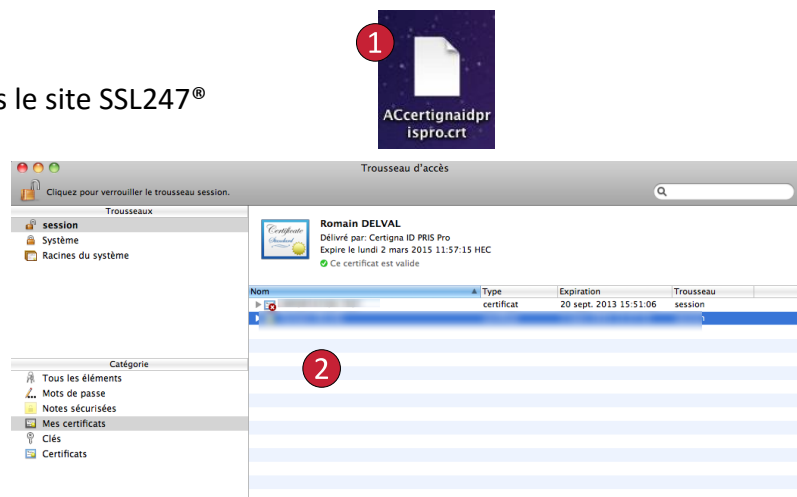 1
s le site SSL247®
ACcertignaidpr
ispro.crt
Trousseau d'accès
Cliquez pour verrouiller le trousseau session.
Trousseaux
session
Système
Racines du système
Certificate
Standard
Romain DELVAL
Délivré par: Certigna ID PRIS Pro
Expire le lundi 2 mars 2015 11:57:15 HEC
Ce certificat est valide
Nom Type Expiration Trousseau
certificat 20 sept. 2013 15:51:06 session
2
Catégorie
Tous les éléments
Mots de passe
Notes sécurisées
Mes certificats
Clés
Certificats